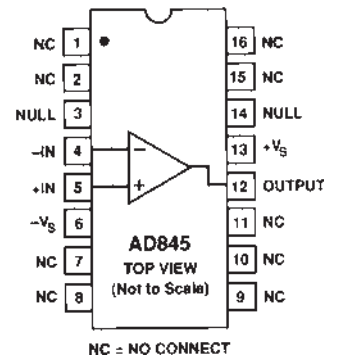 NC 1 16 NC
NC 2 15 NC
NULL 3 14 NULL
–IN 4 – 13 +VS
+IN 5 + 12 OUTPUT
–VS 6 11 NC
AD845
NC 7 TOP VIEW 10 NC
(Not to Scale)
NC 8 9 NC
NC = NO CONNECT